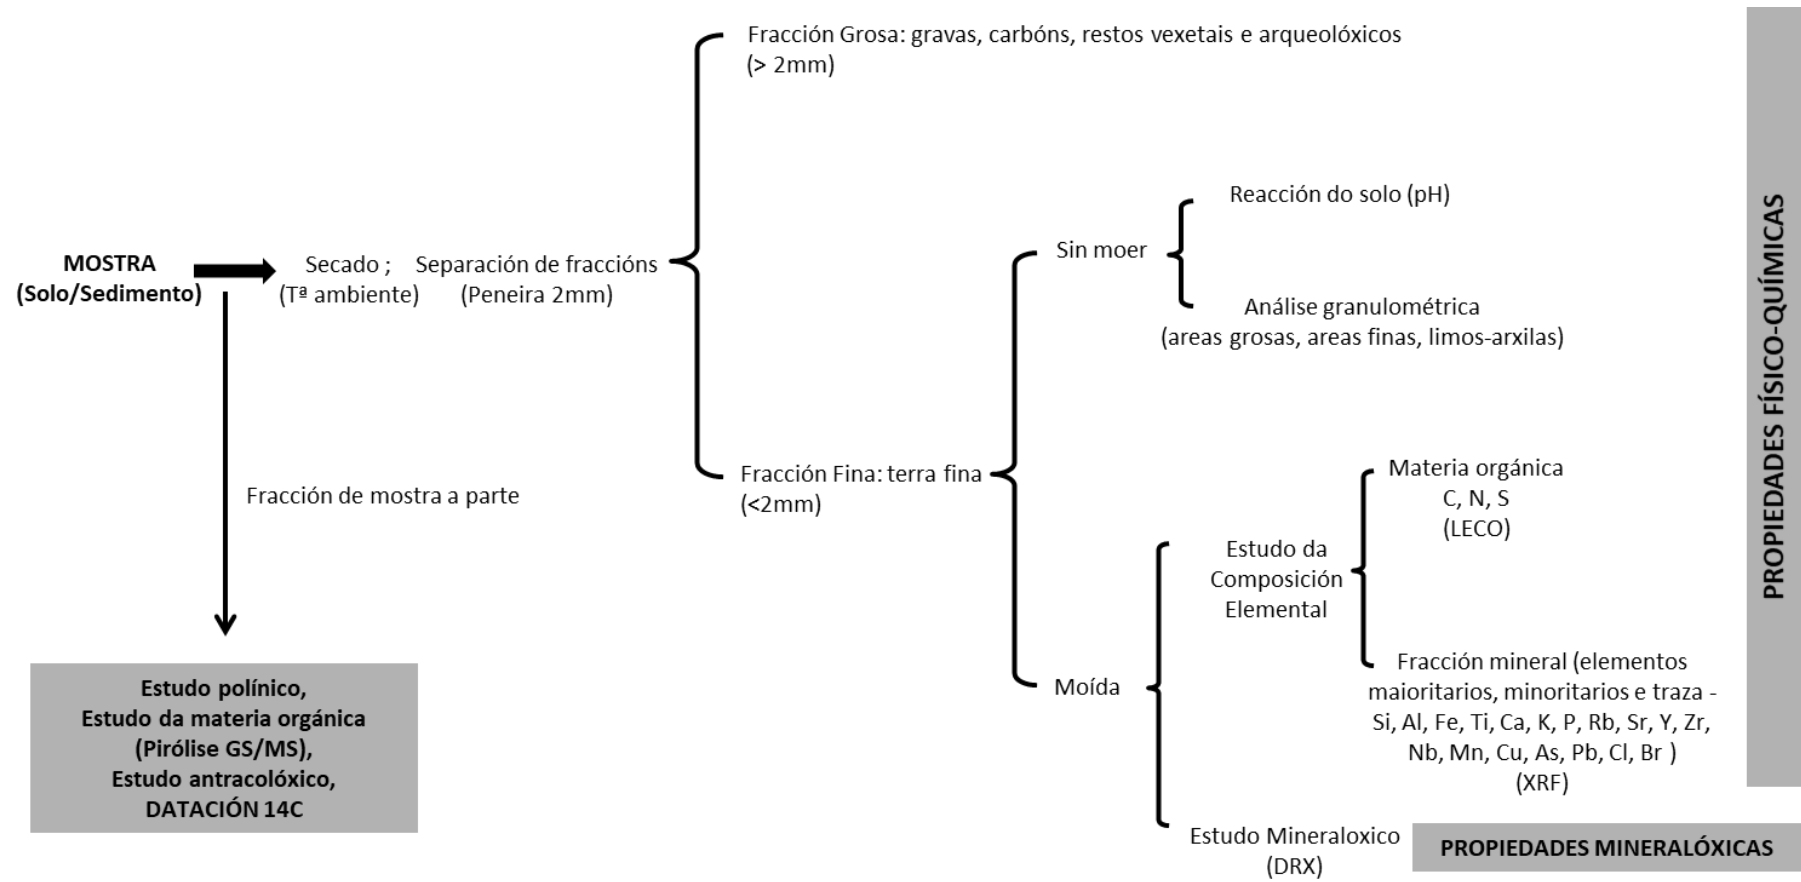 Fracción Grosa: gravas, carbóns, restos vexetais e arqueolóxicos
(> 2mm)
Reacción do solo (pH)
Sin moer
MOSTRA
(Solo/Sedimento)
Secado ;
(Tª ambiente)
Separación de fraccións
(Peneira 2mm)
Análise granulométrica
(areas grosas, areas finas, limos-arxilas)
Fracción Fina: terra fina
(<2mm)
Fracción de mostra a parte
Materia orgánica
C, N, S
(LECO)
Estudo da
Composición
Elemental
Moída
Fracción mineral (elementos
maioritarios, minoritarios e traza -
Si, Al, Fe, Ti, Ca, K, P, Rb, Sr, Y, Zr,
Nb, Mn, Cu, As, Pb, Cl, Br )
(XRF)
Estudo polínico,
Estudo da materia orgánica
(Pirólise GS/MS),
Estudo antracolóxico,
DATACIÓN 14C
Estudo Mineraloxico
(DRX)
PROPIEDADES MINERALÓXICAS
PROPIEDADES FÍSICO-QUÍMICAS